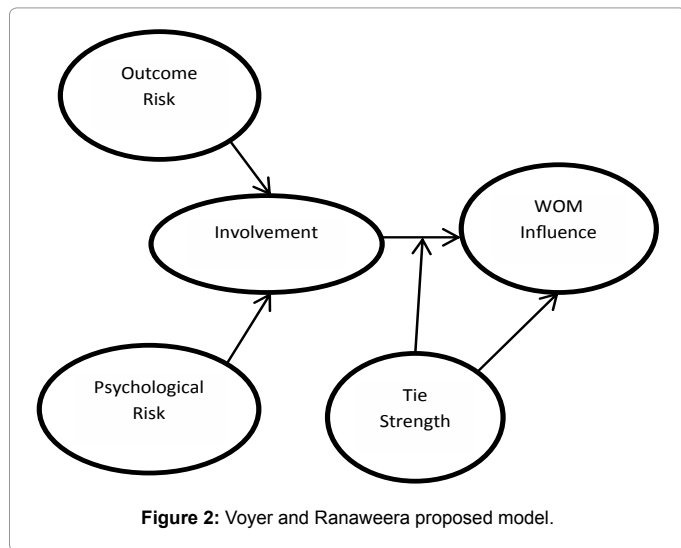 Outcome
Risk
Involvement
WOM
Influence
Psychological
Risk
Tie
Strength
Figure 2: Voyer and Ranaweera proposed model.